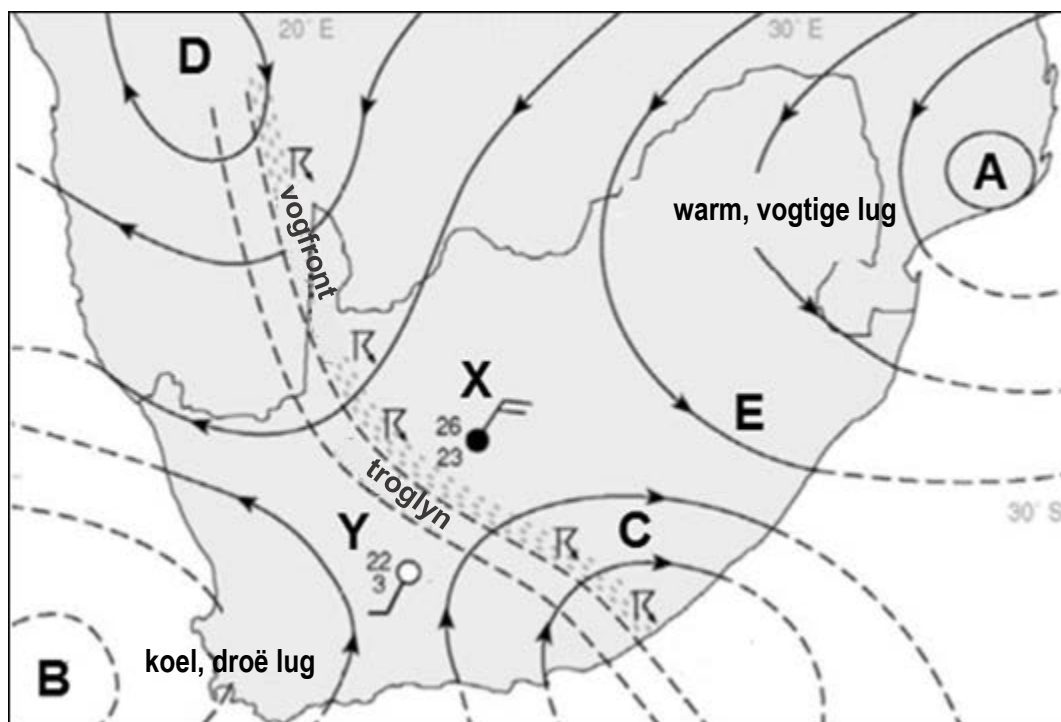 20° E
30° E
D
A
vogfront
warm, vogtige lug
X
26
23
E
troglyn
30° S
C
Y
22
3
koel, droë lug
B